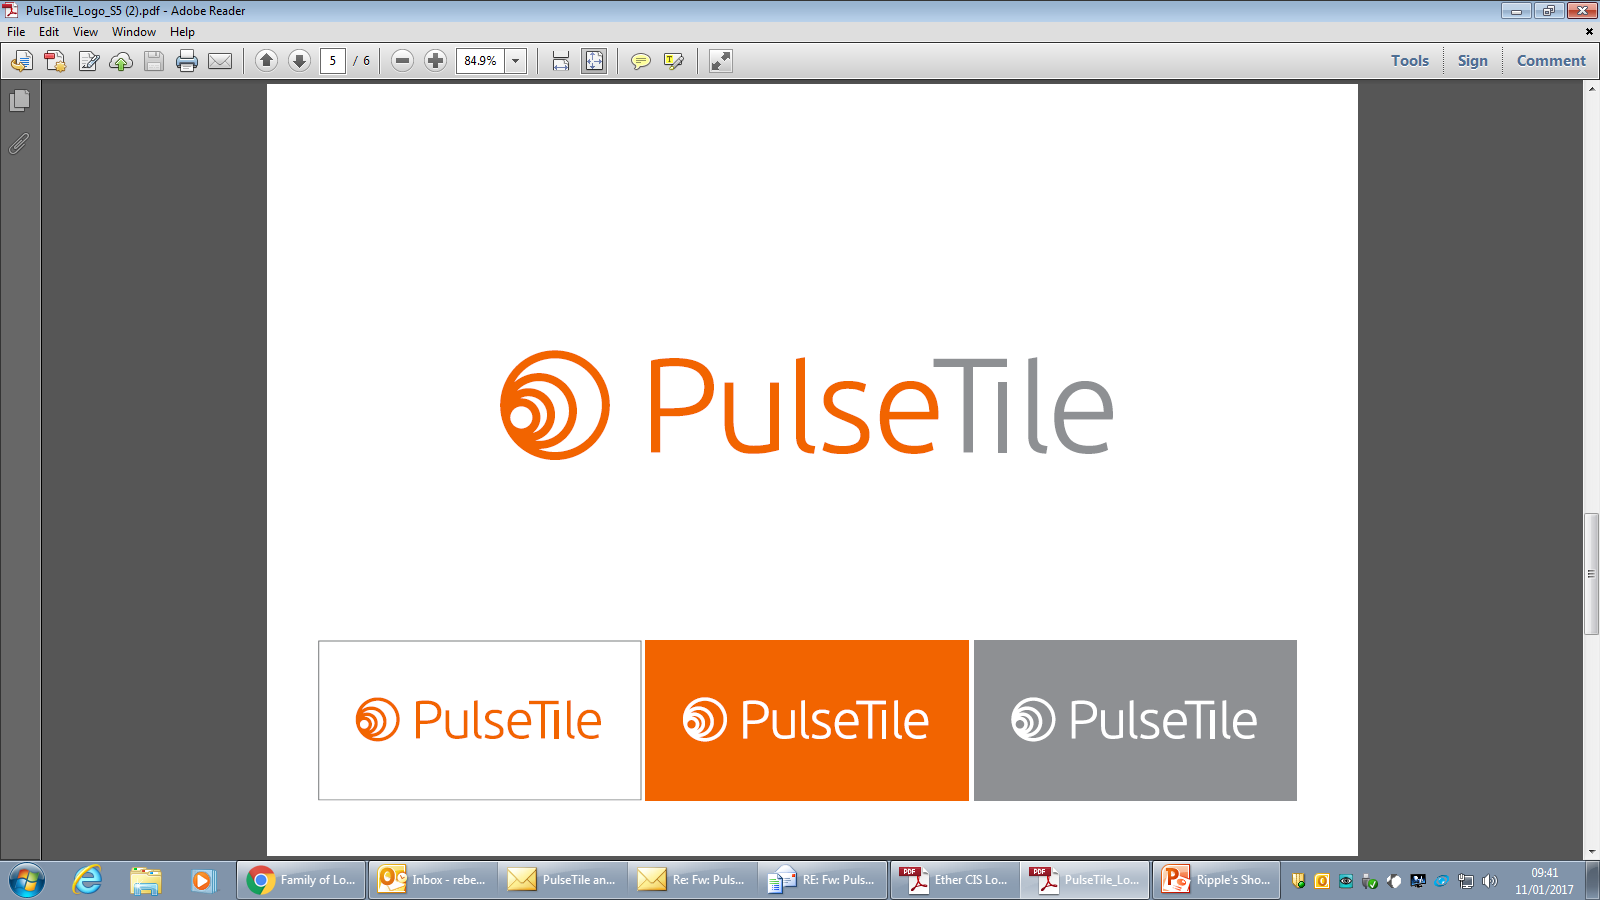 PulseTile_Logo_S5 (2).pdf - Adobe Reader
File Edit View Window Help
5 / 6 84.9% Tools Sign Comment
PulseTile
PulseTile PulseTile PulseTile
Family of Lo... Inbox - rebe... PulseTile an... Re: Fw: Puls... RE: Fw: Puls... Ether CIS Lo... PulseTile_Lo... Ripple's Sho... 09:41
11/01/2017